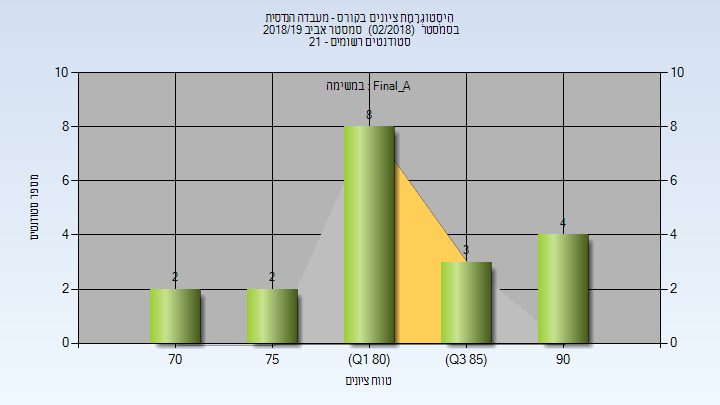 היסטוגרמת ציונים בקורס - מעבדה הנדסית
בסמסטר (02/2018) סמסטר אביב 2018/19
סטודנטים רשומים - 21
במשימה : Final_A
10 10
8 8
6 6
4 4
2 2
0 0
2 2 8 3 4
70 75 (Q1 80) (Q3 85) 90
מספר סטודנטים
טווח ציונים